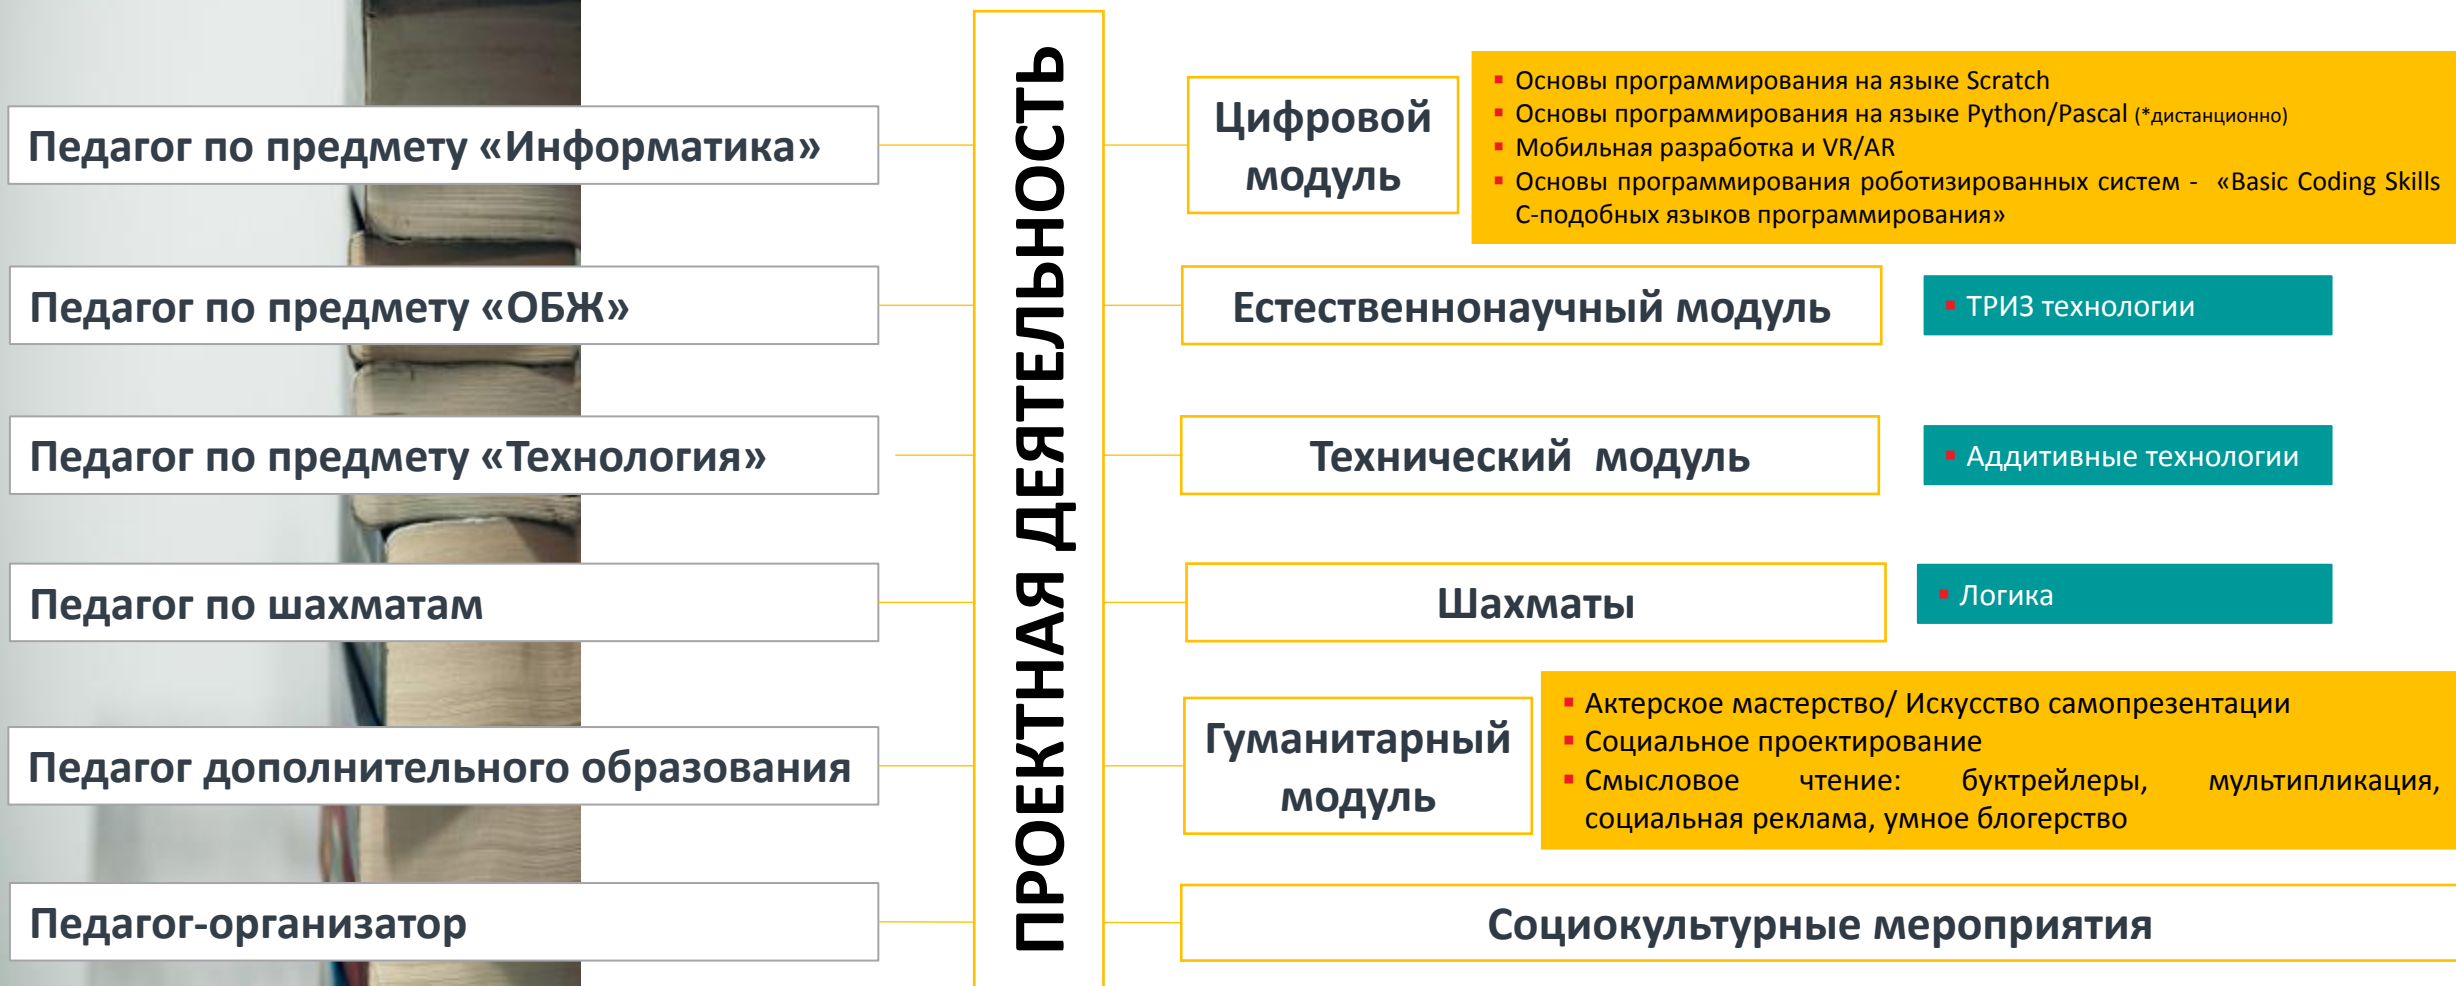 Педагог по предмету «Информатика»
Педагог по предмету «ОБЖ»
Педагог по предмету «Технология»
Педагог по шахматам
Педагог дополнительного образования
Педагог-организатор
ПРОЕКТНАЯ ДЕЯТЕЛЬНОСТЬ
Цифровой
модуль
▪ Основы программирования на языке Scratch
▪ Основы программирования на языке Python/Pascal (*дистанционно)
▪ Мобильная разработка и VR/AR
▪ Основы программирования роботизированных систем - «Basic Coding Skills
С-подобных языков программирования»
Естественнонаучный модуль
▪ ТРИЗ технологии
Технический модуль
▪ Аддитивные технологии
Шахматы
▪ Логика
Гуманитарный
модуль
▪ Актерское мастерство/ Искусство самопрезентации
▪ Социальное проектирование
▪ Смысловое чтение: буктрейлеры, мультипликация,
социальная реклама, умное блогерство
Социокультурные мероприятия